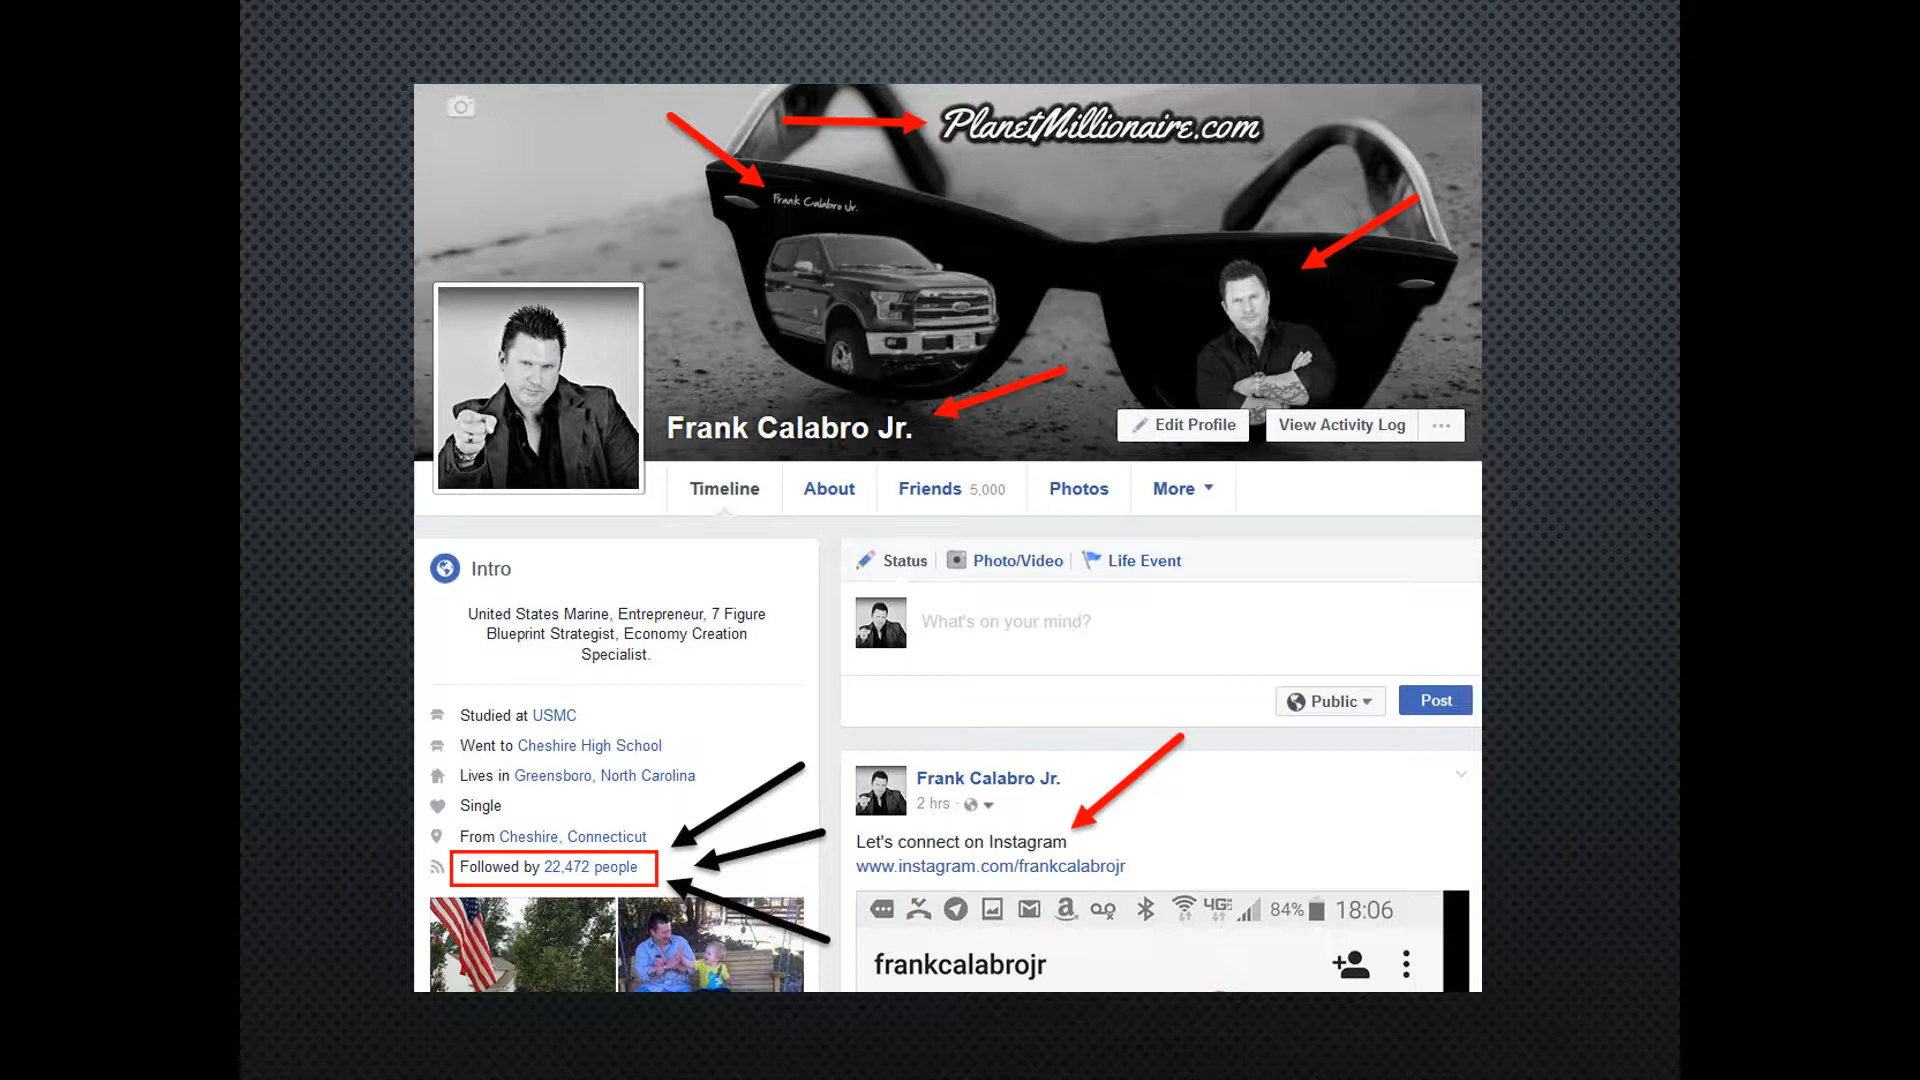 PlanetMillionaire.com
Frank Calabro Jr.
Frank Calabro Jr.
Edit Profile
View Activity Log
Timeline
About
Friends 5,000
Photos
More
Intro
United States Marine, Entrepreneur, 7 Figure
Blueprint Strategist, Economy Creation
Specialist.
Studied at USMC
Went to Cheshire High School
Lives in Greensboro, North Carolina
Single
From Cheshire, Connecticut
Followed by 22,472 people
Status
Photo/Video
Life Event
What's on your mind?
Public
Post
Frank Calabro Jr.
2 hrs ·
Let's connect on Instagram
www.instagram.com/frankcalabrojr
4G 84% 18:06
frankcalabrojr